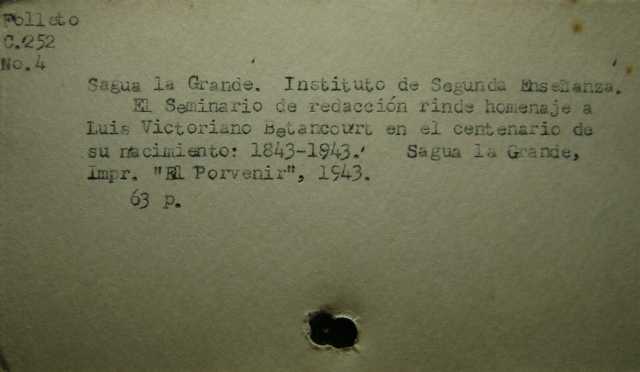 Folleto
C.252
No.4
Sagua la Grande. Instituto de Segunda Enseñanza.
El Seminario de redacción rinde homenaje a
Luis Victoriano Betancourt en el centenario de
su nacimiento: 1843-1943. Sagua la Grande,
Impr. "El Porvenir", 1943.
63 p.